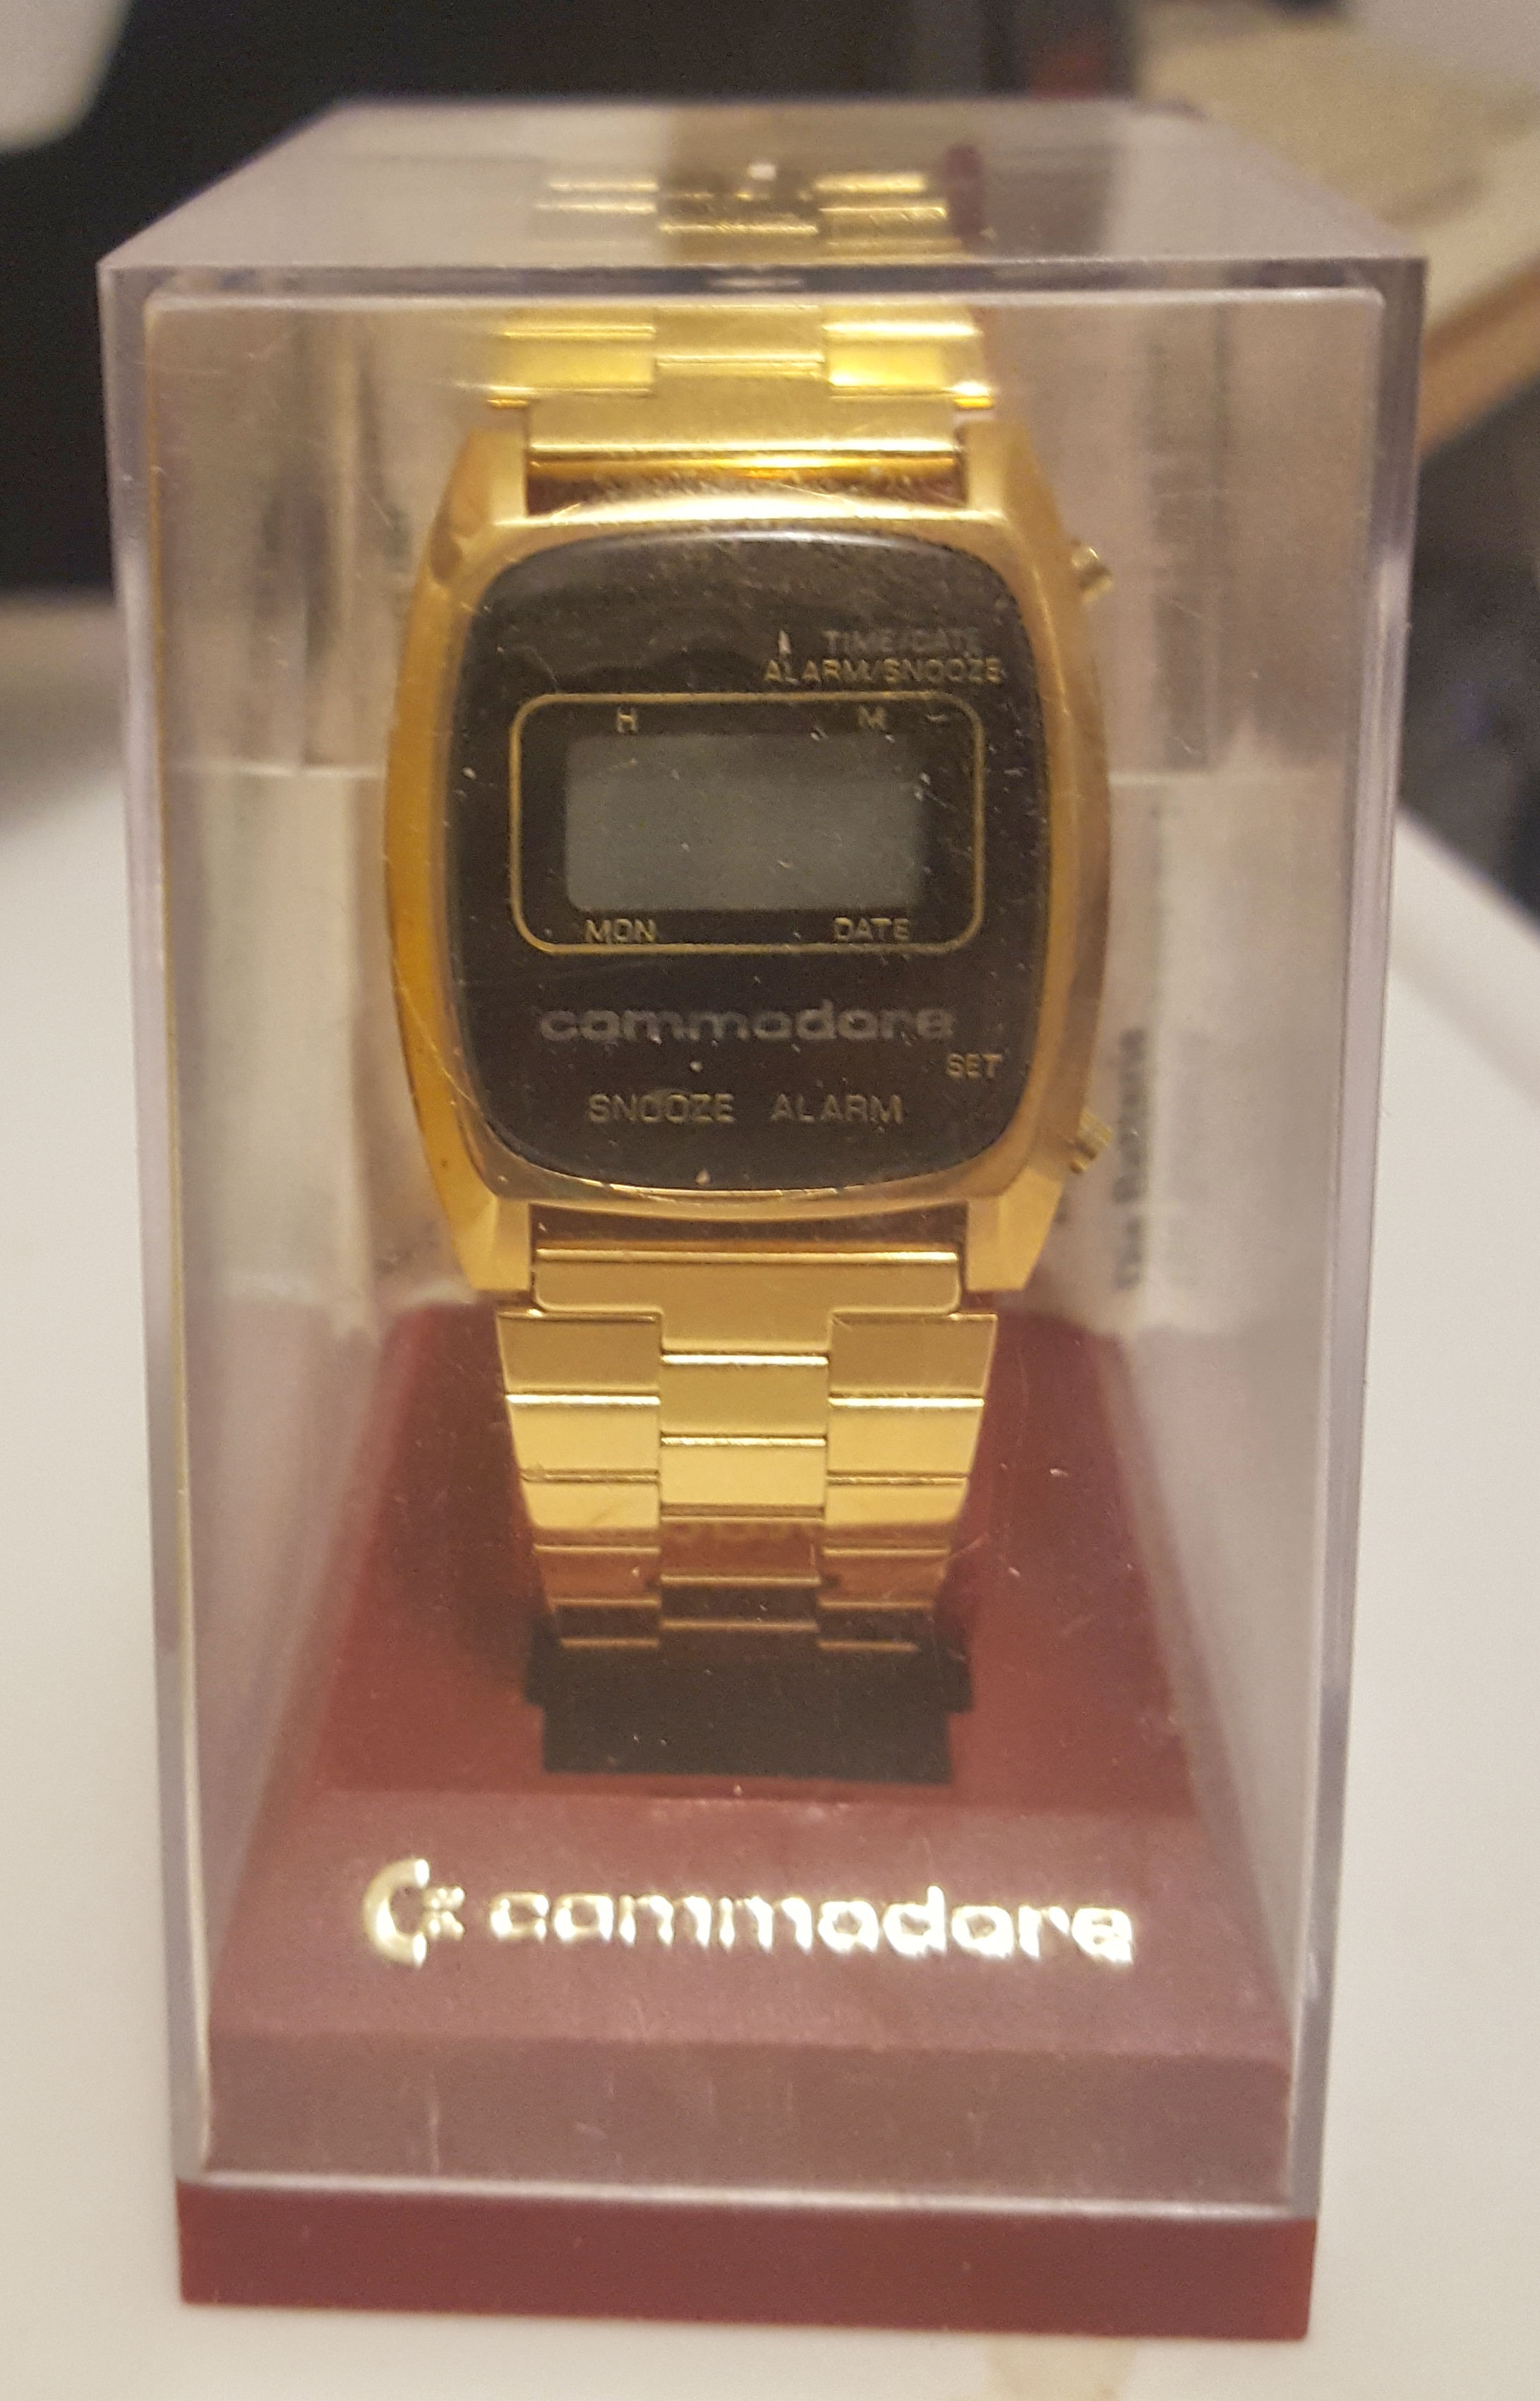 TIME/DATE
ALARM/SNOOZE
H M
MON DATE
commodore
SET
SNOOZE ALARM
commodore